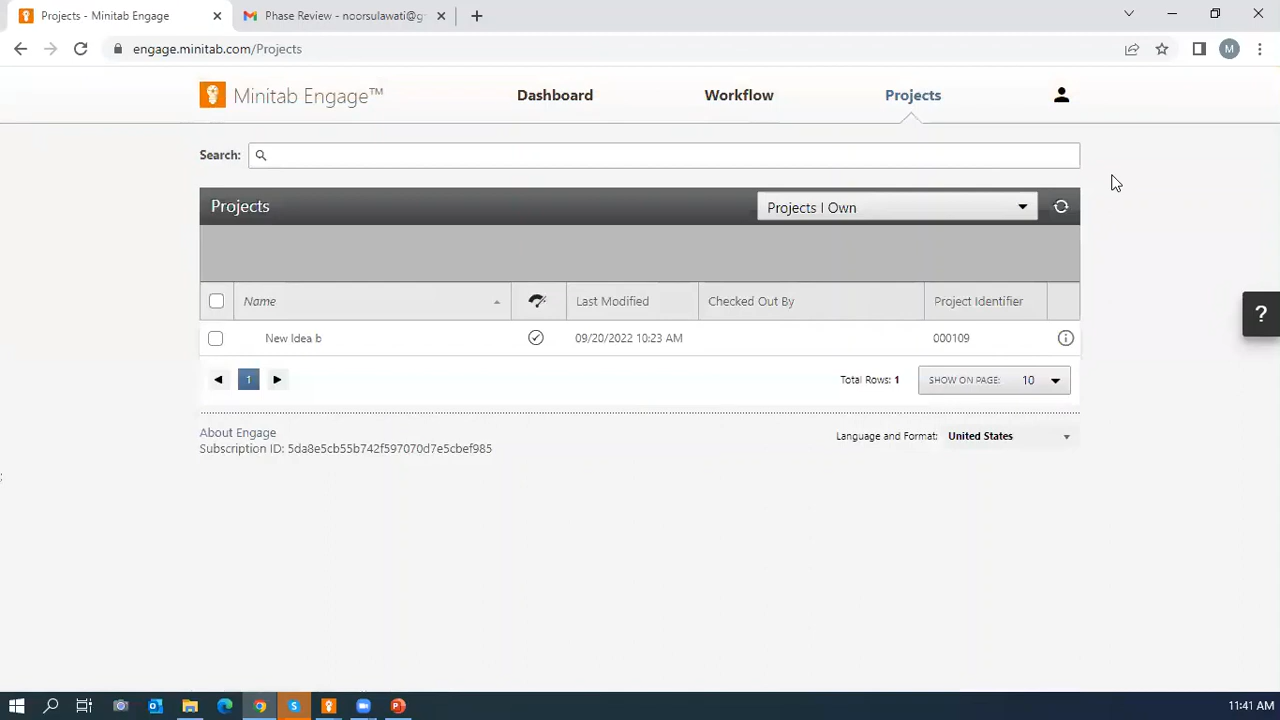 Projects - Minitab Engage
Phase Review - noorsulawati@g
engage.minitab.com/Projects
M
Minitab Engage™
Dashboard
Workflow
Projects
Search:
Projects
Projects I Own
Name
Last Modified
Checked Out By
Project Identifier
New Idea b
09/20/2022 10:23 AM
000109
?
1
Total Rows: 1
SHOW ON PAGE: 10
About Engage
Language and Format: United States
Subscription ID: 5da8e5cb55b742f597070d7e5cbef985
11:41 AM